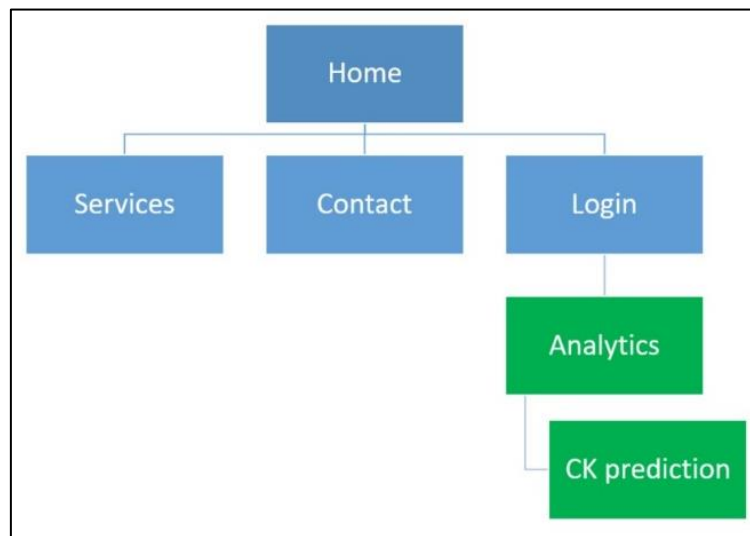 Home
Services
Contact
Login
Analytics
CK prediction